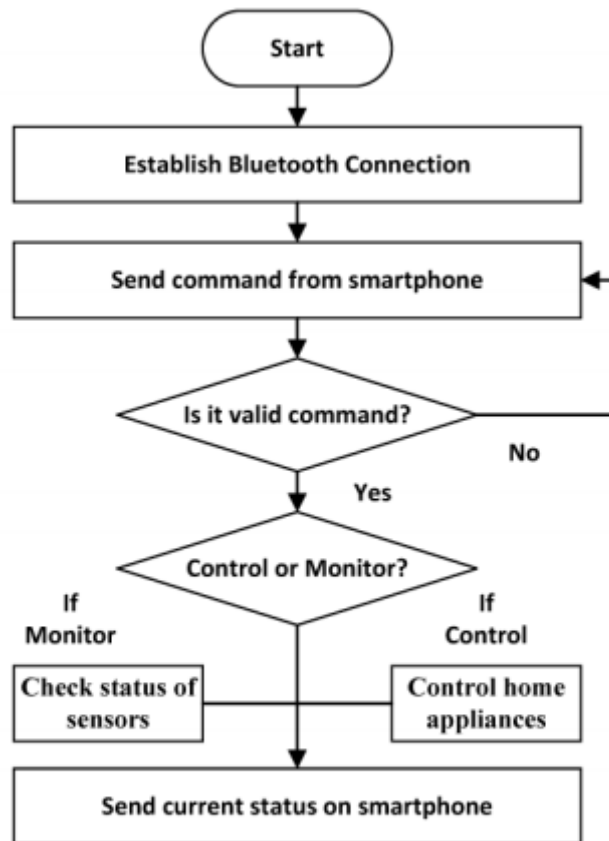 Start
Establish Bluetooth Connection
Send command from smartphone
Is it valid command?
No
Yes
Control or Monitor?
If
Monitor
If
Control
Check status of
sensors
Control home
appliances
Send current status on smartphone